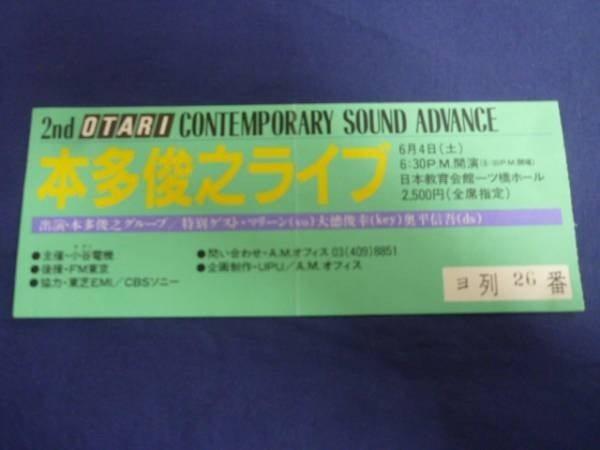 2nd OTARI CONTEMPORARY SOUND ADVANCE
本多俊之ライブ
6月4日(土)
6:30P.M.開演(6:00P.M.開場)
日本教育会館一ツ橋ホール
2,500円(全席指定)
出演・本多俊之グループ/特別ゲスト・マリーン(vo)大徳俊幸(key)奥平信吾(ds)
●主催・小谷電機
●後援・FM東京
●協力・東芝EMI/CBSソニー
●問い合わせ・A.M.オフィス 03(409)8851
●企画制作・UPU/A.M.オフィス
ヨ列 26 番